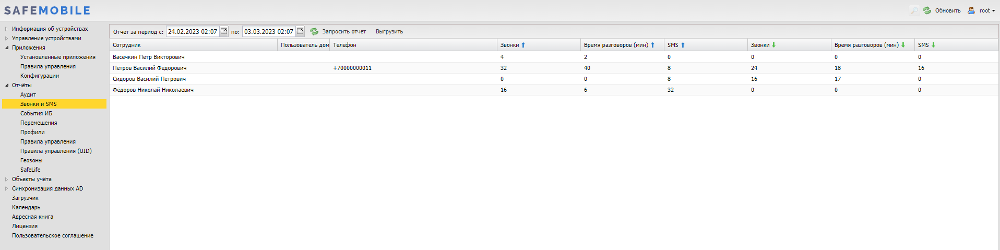 SAFEMOBILE
Обновить root
Информация об устройствах
Управление устройствами
Приложения
Установленные приложения
Правила управления
Конфигурации
Отчёты
Аудит
Звонки и SMS
События ИБ
Перемещения
Профили
Правила управления
Правила управления (UID)
Геозоны
SafeLife
Объекты учёта
Синхронизация данных AD
Загрузчик
Календарь
Адресная книга
Лицензия
Пользовательское соглашение
Отчет за период с: 24.02.2023 02:07 по: 03.03.2023 02:07 Запросить отчет Выгрузить
Сотрудник Пользователь дом Телефон Звонки Время разговоров (мин) SMS Звонки Время разговоров (мин) SMS
Васечкин Петр Викторович 4 2 0 0 0 0
Петров Василий Федорович +70000000011 32 40 8 24 18 16
Сидоров Василий Петрович 0 0 8 16 17 0
Фёдоров Николай Николаевич 16 6 32 0 0 0